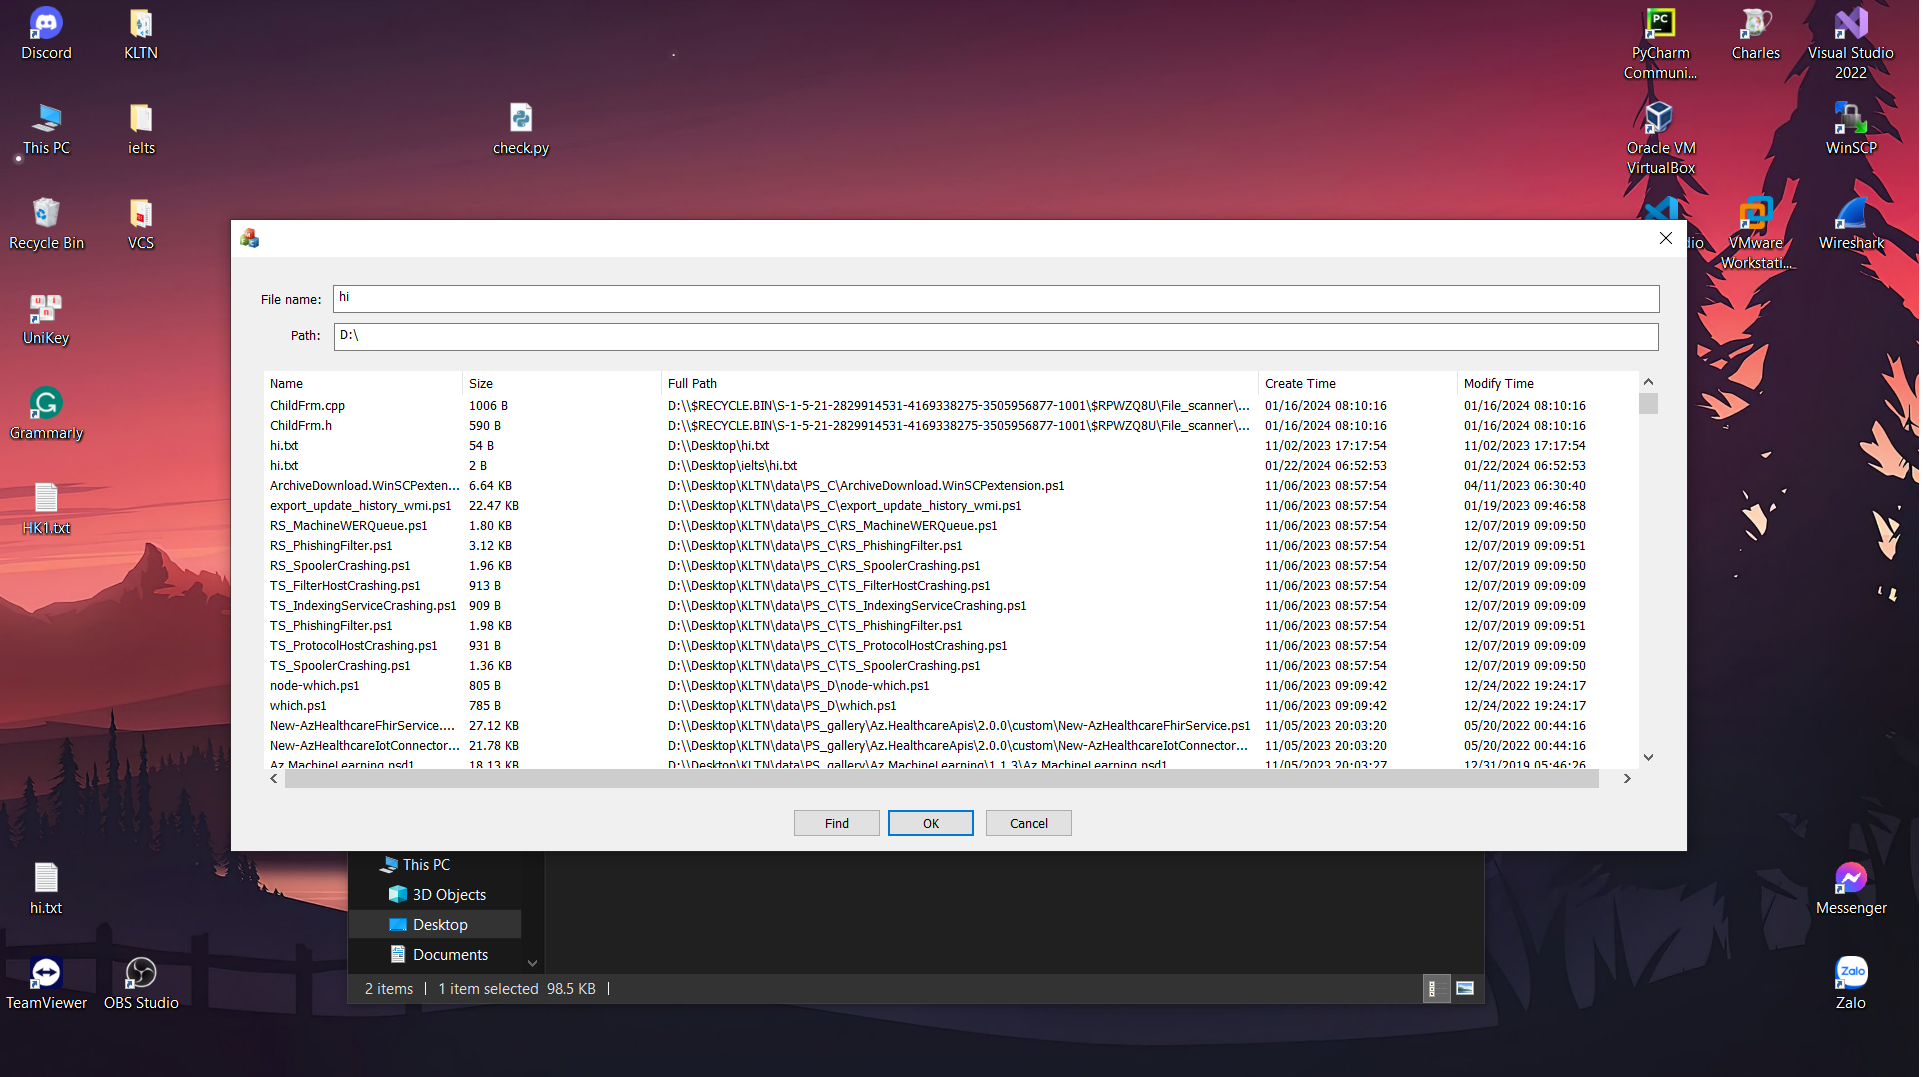 Discord
KLTN
PyCharm
Communi...
Charles
Visual Studio
2022
This PC
ielts
check.py
Oracle VM
VirtualBox
WinSCP
Recycle Bin
VCS
dio
VMware
Workstati...
Wireshark
UniKey
Grammarly
HK1.txt
hi.txt
TeamViewer
OBS Studio
Messenger
Zalo
Zalo
File name: hi
Path: D:\
Name Size Full Path Create Time Modify Time
ChildFrm.cpp 1006 B D:\\$RECYCLE.BIN\S-1-5-21-2829914531-4169338275-3505956877-1001\$RPWZQ8U\File_scanner\... 01/16/2024 08:10:16 01/16/2024 08:10:16
ChildFrm.h 590 B D:\\$RECYCLE.BIN\S-1-5-21-2829914531-4169338275-3505956877-1001\$RPWZQ8U\File_scanner\... 01/16/2024 08:10:16 01/16/2024 08:10:16
hi.txt 54 B D:\\Desktop\hi.txt 11/02/2023 17:17:54 11/02/2023 17:17:54
hi.txt 2 B D:\\Desktop\ielts\hi.txt 01/22/2024 06:52:53 01/22/2024 06:52:53
ArchiveDownload.WinSCPexten... 6.64 KB D:\\Desktop\KLTN\data\PS_C\ArchiveDownload.WinSCPextension.ps1 11/06/2023 08:57:54 04/11/2023 06:30:40
export_update_history_wmi.ps1 22.47 KB D:\\Desktop\KLTN\data\PS_C\export_update_history_wmi.ps1 11/06/2023 08:57:54 01/19/2023 09:46:58
RS_MachineWERQueue.ps1 1.80 KB D:\\Desktop\KLTN\data\PS_C\RS_MachineWERQueue.ps1 11/06/2023 08:57:54 12/07/2019 09:09:50
RS_PhishingFilter.ps1 3.12 KB D:\\Desktop\KLTN\data\PS_C\RS_PhishingFilter.ps1 11/06/2023 08:57:54 12/07/2019 09:09:51
RS_SpoolerCrashing.ps1 1.96 KB D:\\Desktop\KLTN\data\PS_C\RS_SpoolerCrashing.ps1 11/06/2023 08:57:54 12/07/2019 09:09:50
TS_FilterHostCrashing.ps1 913 B D:\\Desktop\KLTN\data\PS_C\TS_FilterHostCrashing.ps1 11/06/2023 08:57:54 12/07/2019 09:09:09
TS_IndexingServiceCrashing.ps1 909 B D:\\Desktop\KLTN\data\PS_C\TS_IndexingServiceCrashing.ps1 11/06/2023 08:57:54 12/07/2019 09:09:09
TS_PhishingFilter.ps1 1.98 KB D:\\Desktop\KLTN\data\PS_C\TS_PhishingFilter.ps1 11/06/2023 08:57:54 12/07/2019 09:09:51
TS_ProtocolHostCrashing.ps1 931 B D:\\Desktop\KLTN\data\PS_C\TS_ProtocolHostCrashing.ps1 11/06/2023 08:57:54 12/07/2019 09:09:09
TS_SpoolerCrashing.ps1 1.36 KB D:\\Desktop\KLTN\data\PS_C\TS_SpoolerCrashing.ps1 11/06/2023 08:57:54 12/07/2019 09:09:50
node-which.ps1 805 B D:\\Desktop\KLTN\data\PS_D\node-which.ps1 11/06/2023 09:09:42 12/24/2022 19:24:17
which.ps1 785 B D:\\Desktop\KLTN\data\PS_D\which.ps1 11/06/2023 09:09:42 12/24/2022 19:24:17
New-AzHealthcareFhirService.... 27.12 KB D:\\Desktop\KLTN\data\PS_gallery\Az.HealthcareApis\2.0.0\custom\New-AzHealthcareFhirService.ps1 11/05/2023 20:03:20 05/20/2022 00:44:16
New-AzHealthcareIotConnector... 21.78 KB D:\\Desktop\KLTN\data\PS_gallery\Az.HealthcareApis\2.0.0\custom\New-AzHealthcareIotConnector... 11/05/2023 20:03:20 05/20/2022 00:44:16
Az.MachineLearning.psd1 18.13 KB D:\\Desktop\KLTN\data\PS_gallery\Az.MachineLearning\1.1.3\Az.MachineLearning.psd1 11/05/2023 20:03:27 12/31/2019 05:46:26
Find OK Cancel
This PC
3D Objects
Desktop
Documents
2 items | 1 item selected 98.5 KB |